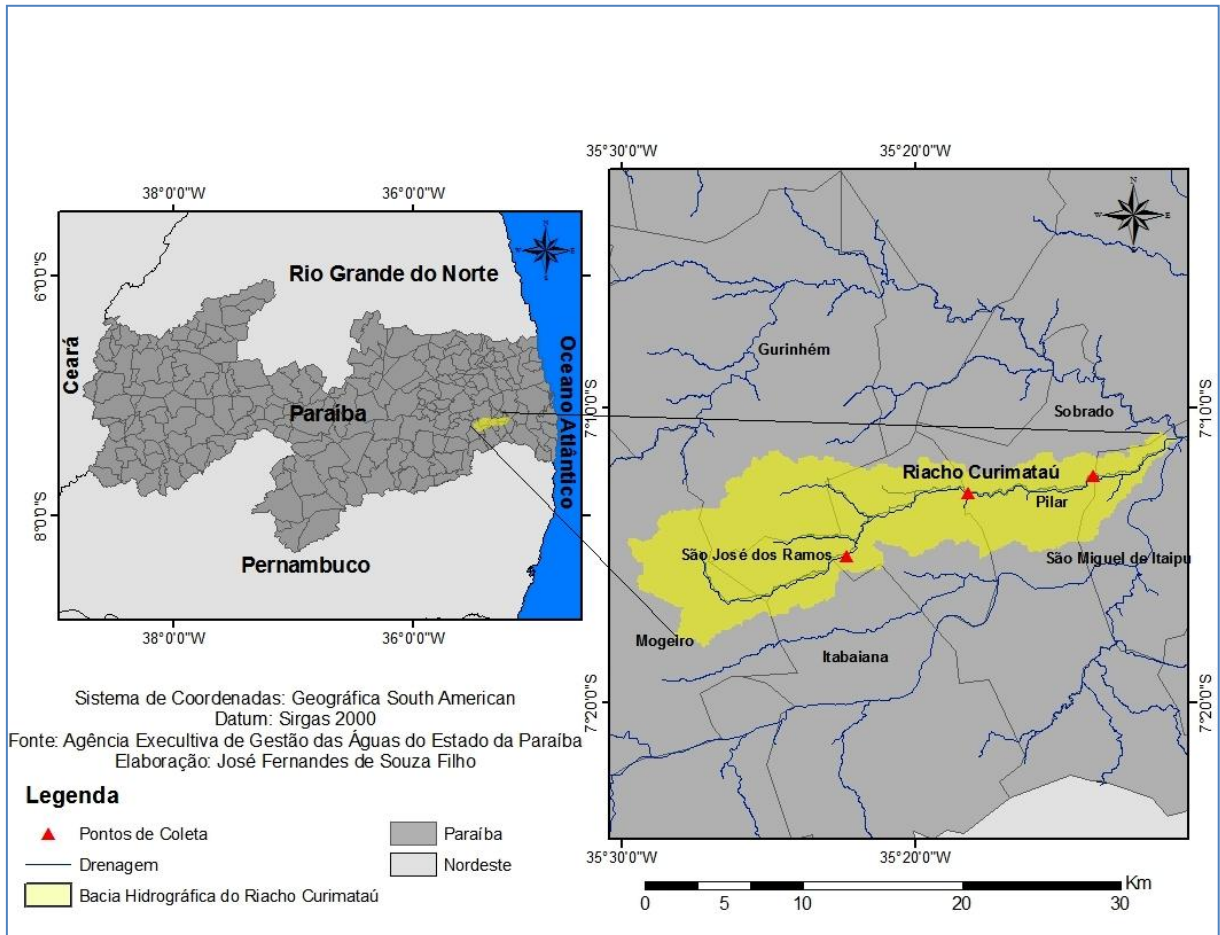 38°0'0"W
36°0'0"W
6°0'0"S
8°0'0"S
N
W
E
S
Rio Grande do Norte
Ceará
Paraíba
Oceano Atlântico
Pernambuco
38°0'0"W
36°0'0"W
35°30'0"W
35°20'0"W
N
W
E
S
Gurinhém
Sobrado
7°10'0"S
7°10'0"S
Riacho Curimataú
Pilar
São José dos Ramos
São Miguel de Itaipu
Mogeiro
Itabaiana
7°20'0"S
7°20'0"S
35°30'0"W
35°20'0"W
Sistema de Coordenadas: Geográfica South American
Datum: Sirgas 2000
Fonte: Agência Execultiva de Gestão das Águas do Estado da Paraíba
Elaboração: José Fernandes de Souza Filho
Legenda
Pontos de Coleta
Drenagem
Bacia Hidrográfica do Riacho Curimataú
Paraíba
Nordeste
Km
0 5 10 20 30